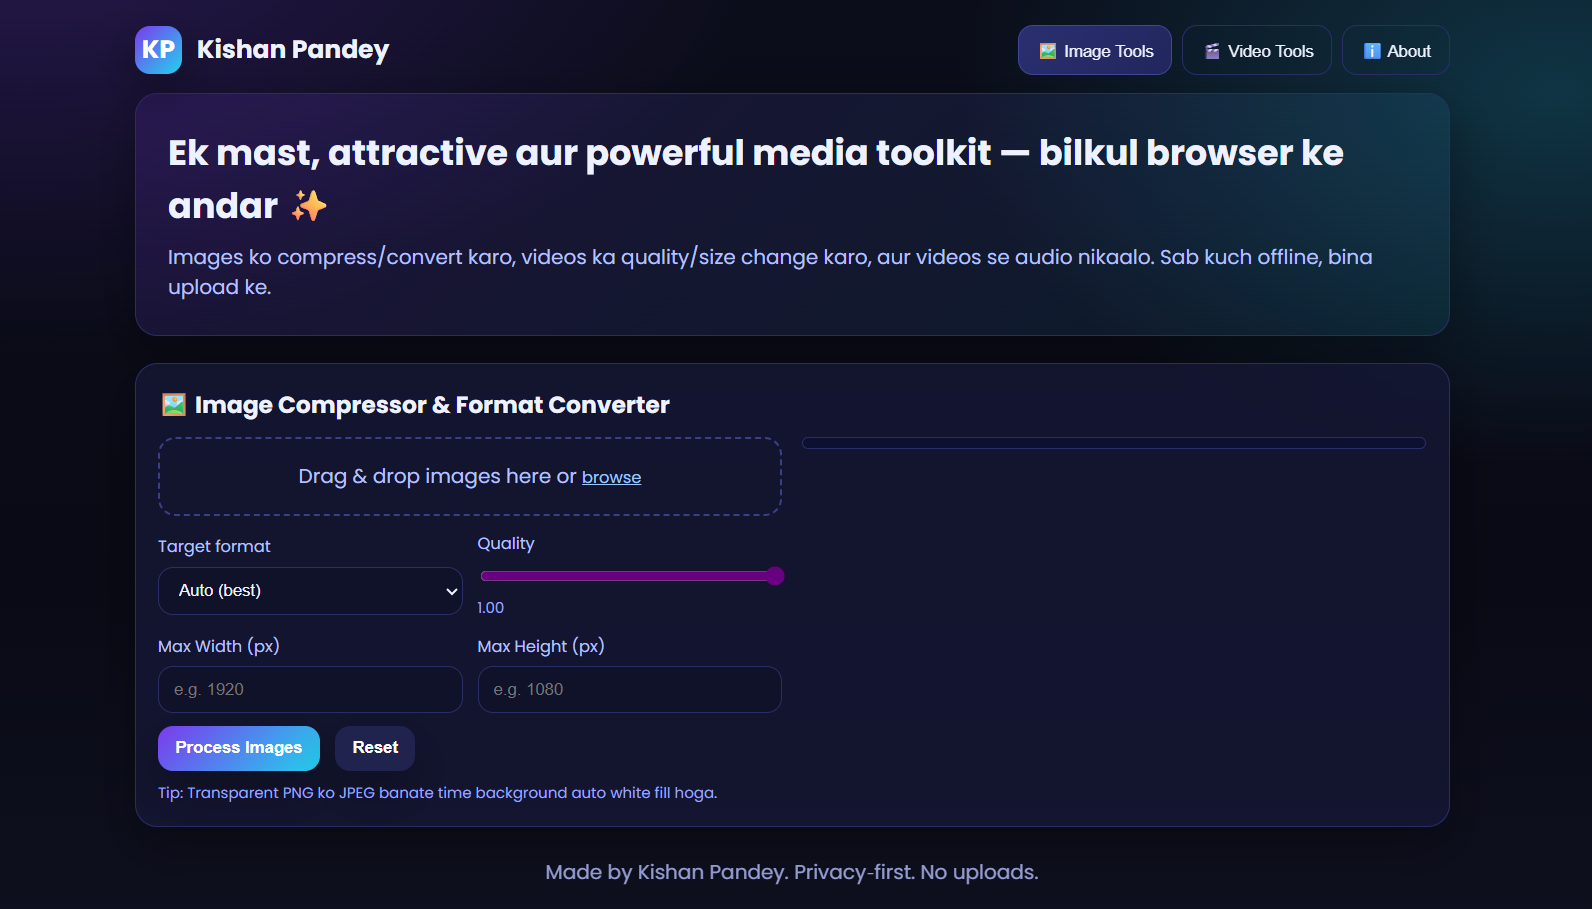 KP Kishan Pandey
🖼️ Image Tools
🎬 Video Tools
ℹ️ About
Ek mast, attractive aur powerful media toolkit — bilkul browser ke
andar ✨
Images ko compress/convert karo, videos ka quality/size change karo, aur videos se audio nikaalo. Sab kuch offline, bina
upload ke.
🖼️ Image Compressor & Format Converter
Drag & drop images here or browse
Target format
Quality
Auto (best)
1.00
Max Width (px)
Max Height (px)
e.g. 1920
e.g. 1080
Process Images
Reset
Tip: Transparent PNG ko JPEG banate time background auto white fill hoga.
Made by Kishan Pandey. Privacy-first. No uploads.